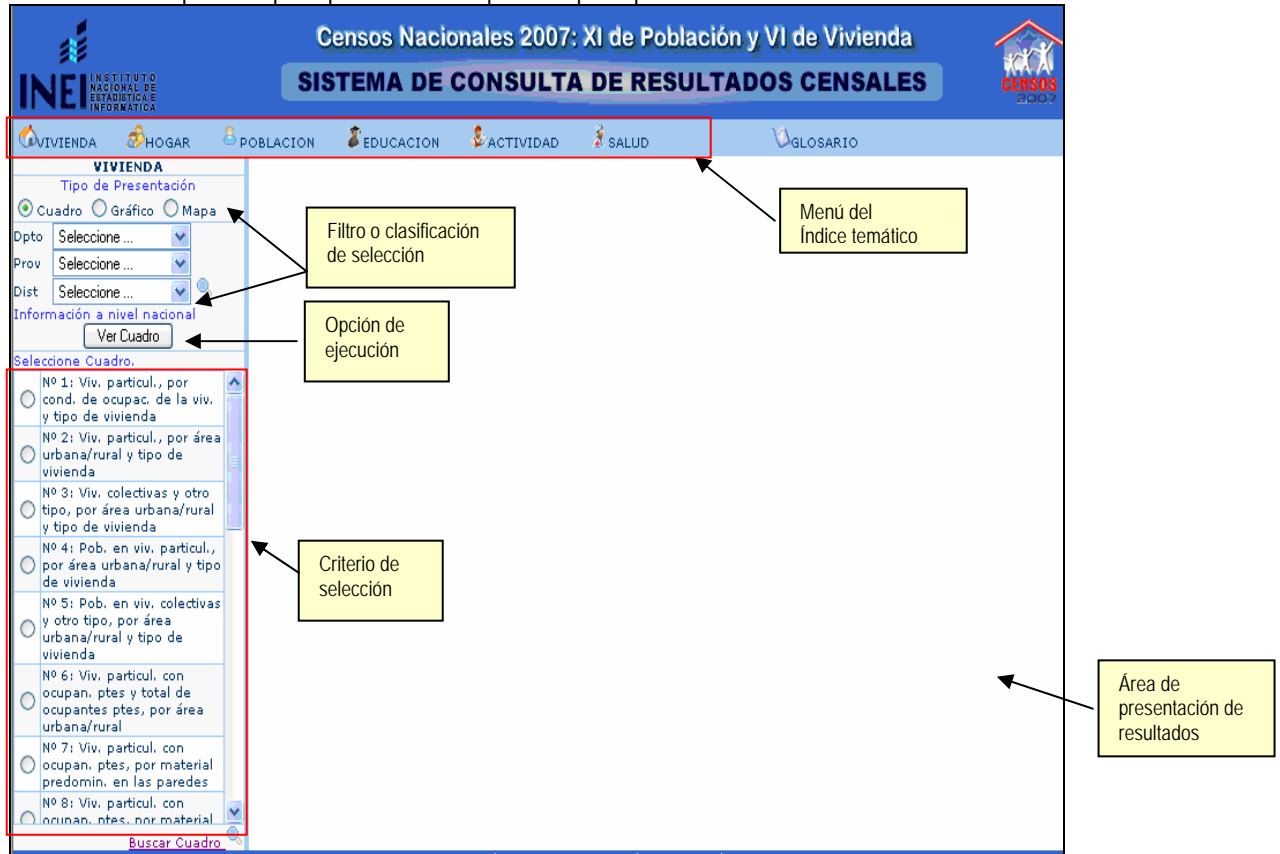 Censos Nacionales 2007: XI de Población y VI de Vivienda
SISTEMA DE CONSULTA DE RESULTADOS CENSALES
INEI
INSTITUTO
NACIONAL DE
ESTADISTICA E
INFORMATICA
CENSOS
2007
VIVIENDA HOGAR POBLACION EDUCACION ACTIVIDAD SALUD GLOSARIO
VIVIENDA
Tipo de Presentación
Cuadro Gráfico Mapa
Dpto Seleccione ...
Prov Seleccione ...
Dist Seleccione ...
Información a nivel nacional
Ver Cuadro
Seleccione Cuadro.
Nº 1: Viv. particul., por
cond. de ocupac. de la viv.
y tipo de vivienda
Nº 2: Viv. particul., por área
urbana/rural y tipo de
vivienda
Nº 3: Viv. colectivas y otro
tipo, por área urbana/rural
y tipo de vivienda
Nº 4: Pob. en viv. particul.,
por área urbana/rural y tipo
de vivienda
Nº 5: Pob. en viv. colectivas
y otro tipo, por área
urbana/rural y tipo de
vivienda
Nº 6: Viv. particul. con
ocupan. ptes y total de
ocupantes ptes, por área
urbana/rural
Nº 7: Viv. particul. con
ocupan. ptes, por material
predomin. en las paredes
Nº 8: Viv. particul. con
ocupan. ptes, por material
Buscar Cuadro
Filtro o clasificación
de selección
Menú del
Índice temático
Opción de
ejecución
Criterio de
selección
Área de
presentación de
resultados